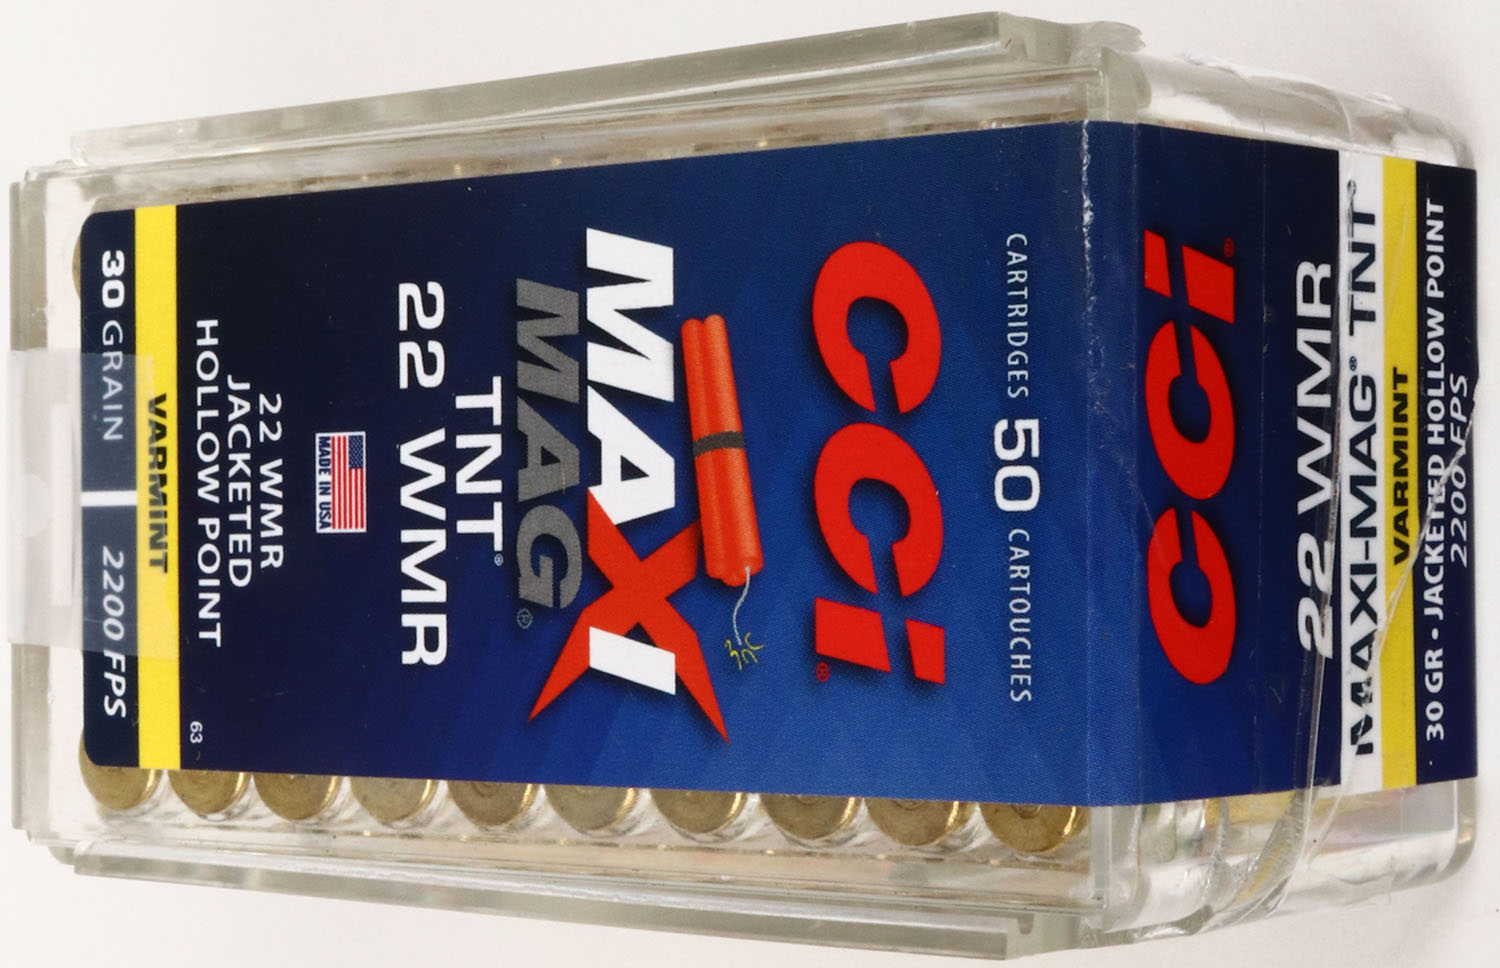 CCi®
22 WMR
MAXI-MAG® TNT®
VARMINT
30 GR • JACKETED HOLLOW POINT
2200 FPS
CARTRIDGES 50 CARTOUCHES
CCi®
MAXI
MAG®
TNT®
22 WMR
MADE IN USA
22 WMR
JACKETED
HOLLOW POINT
63
VARMINT
30 GRAIN 2200 FPS